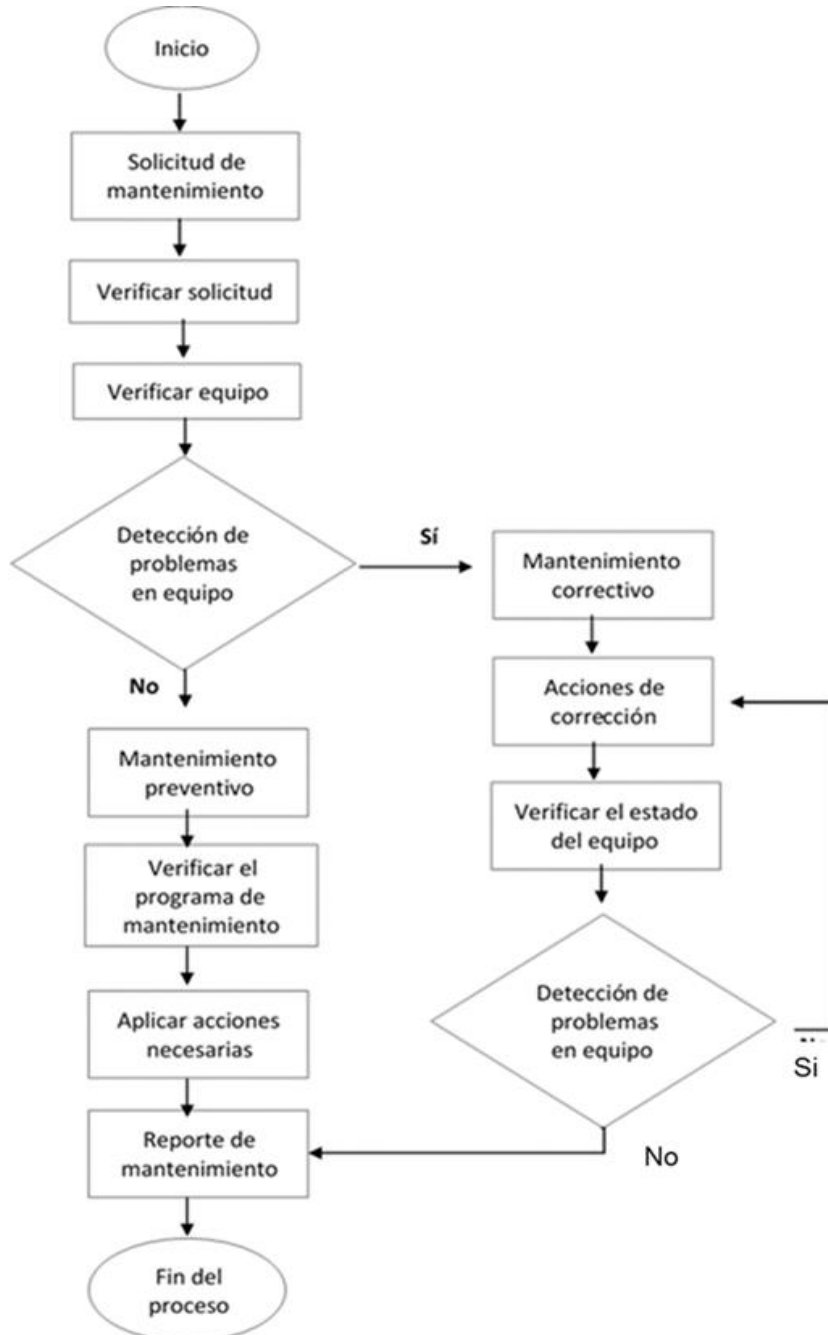 Inicio
Solicitud de
mantenimiento
Verificar solicitud
Verificar equipo
Detección de
problemas
en equipo
Sí
No
Mantenimiento
preventivo
Verificar el
programa de
mantenimiento
Aplicar acciones
necesarias
Reporte de
mantenimiento
Fin del
proceso
Mantenimiento
correctivo
Acciones de
corrección
Verificar el estado
del equipo
Detección de
problemas
en equipo
Si
No